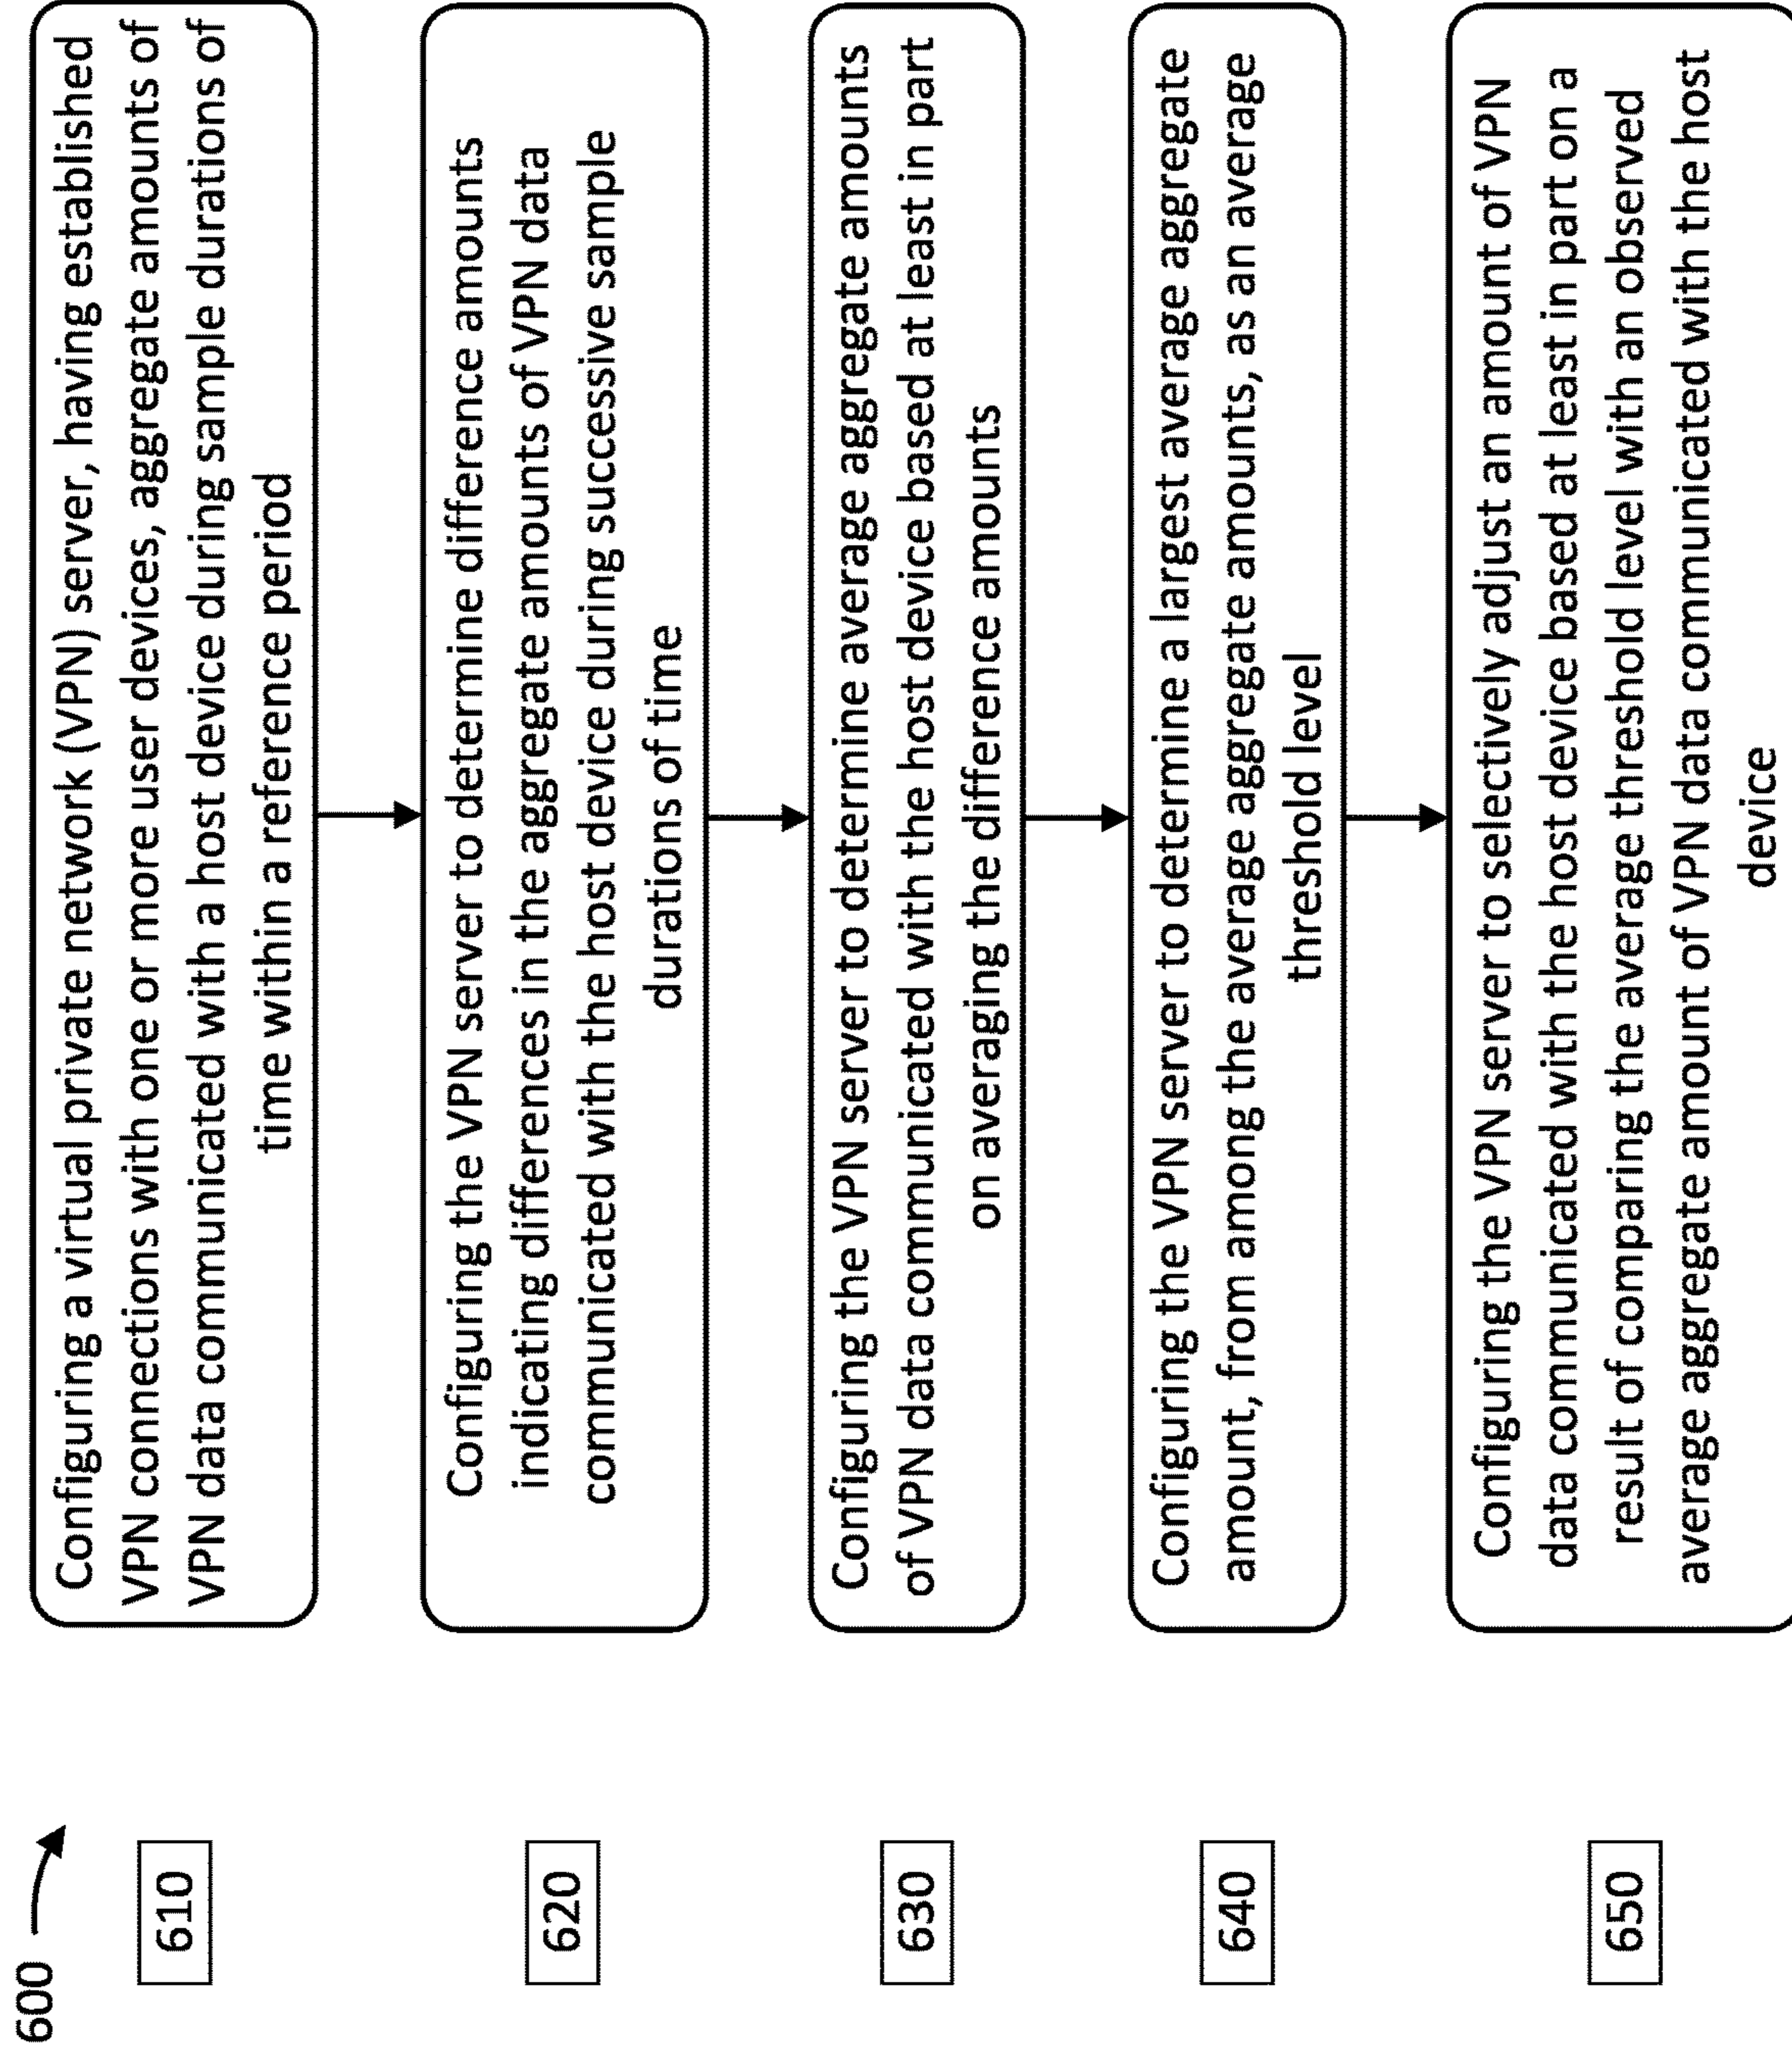 600
610
Configuring a virtual private network (VPN) server, having established
VPN connections with one or more user devices, aggregate amounts of
VPN data communicated with a host device during sample durations of
time within a reference period
620
Configuring the VPN server to determine difference amounts
indicating differences in the aggregate amounts of VPN data
communicated with the host device during successive sample
durations of time
630
Configuring the VPN server to determine average aggregate amounts
of VPN data communicated with the host device based at least in part
on averaging the difference amounts
640
Configuring the VPN server to determine a largest average aggregate
amount, from among the average aggregate amounts, as an average
threshold level
650
Configuring the VPN server to selectively adjust an amount of VPN
data communicated with the host device based at least in part on a
result of comparing the average threshold level with an observed
average aggregate amount of VPN data communicated with the host
device